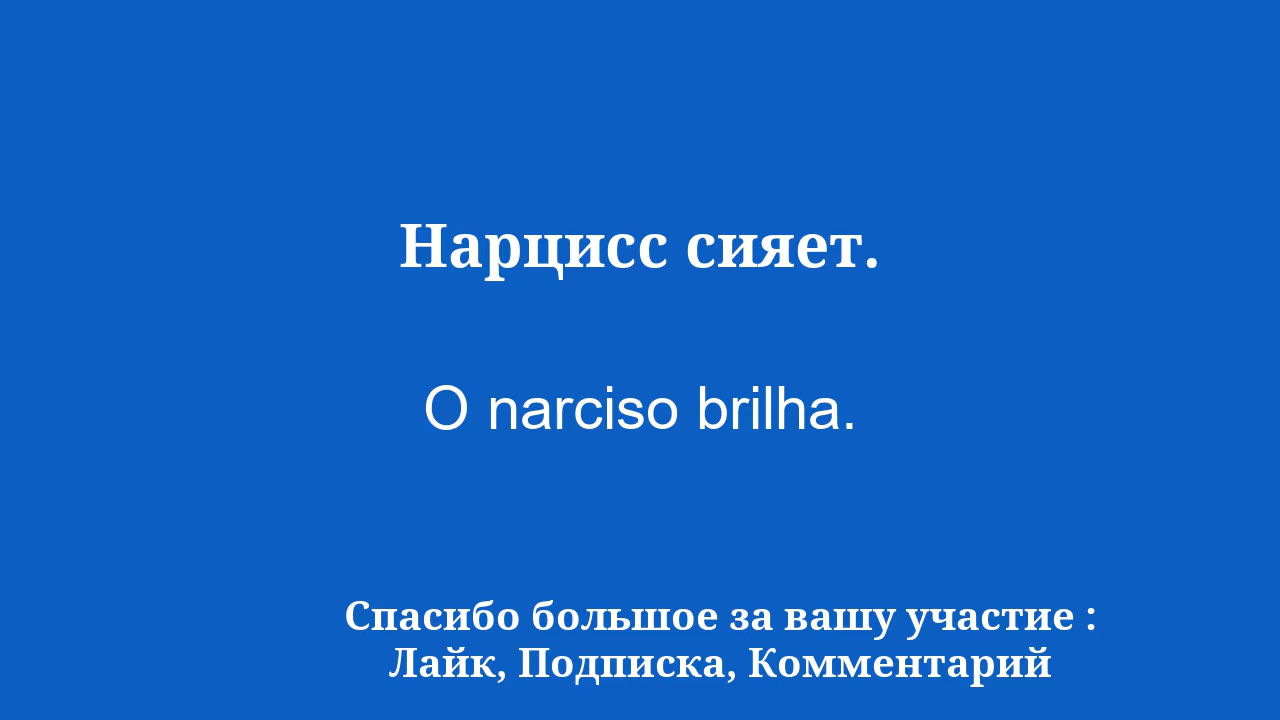 Нарцисс сияет.
O narciso brilha.
Спасибо большое за вашу участие :
Лайк, Подписка, Комментарий